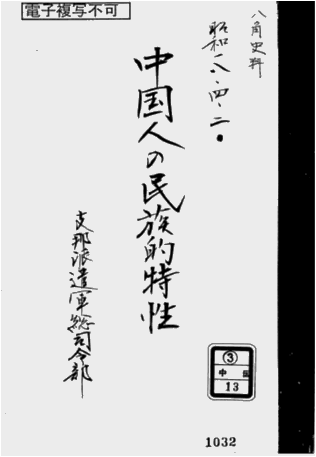 電子複写不可
八角史料
昭和一八・四・二〇
中国人の民族的特性
支那派遣軍総司令部
③
中
13
1032